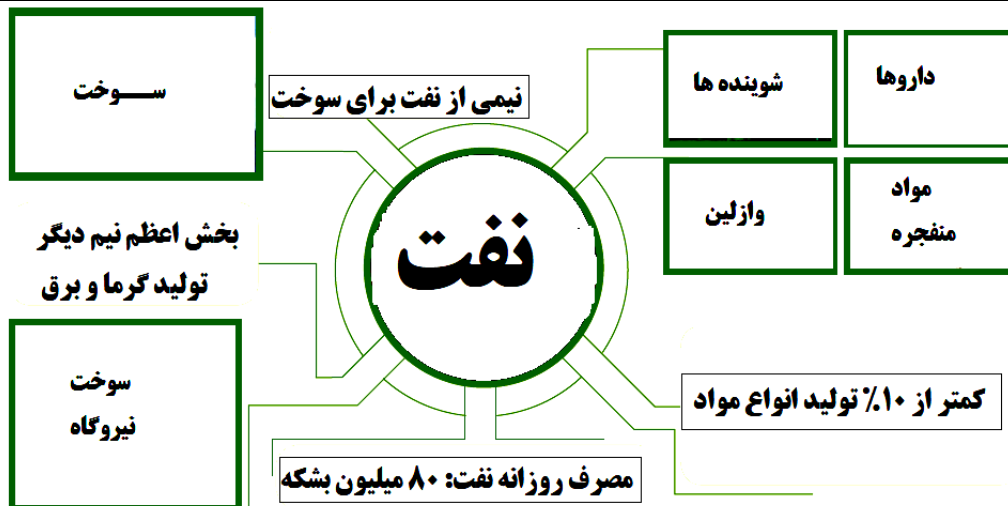 داروها
شوینده ها
مواد
منفجره
وازلین
کمتر از ۱۰٪ تولید انواع مواد
نفت
نیمی از نفت برای سوخت
ســـوخت
بخش اعظم نیم دیگر
تولید گرما و برق
سوخت
نیروگاه
مصرف روزانه نفت: ۸۰ میلیون بشکه